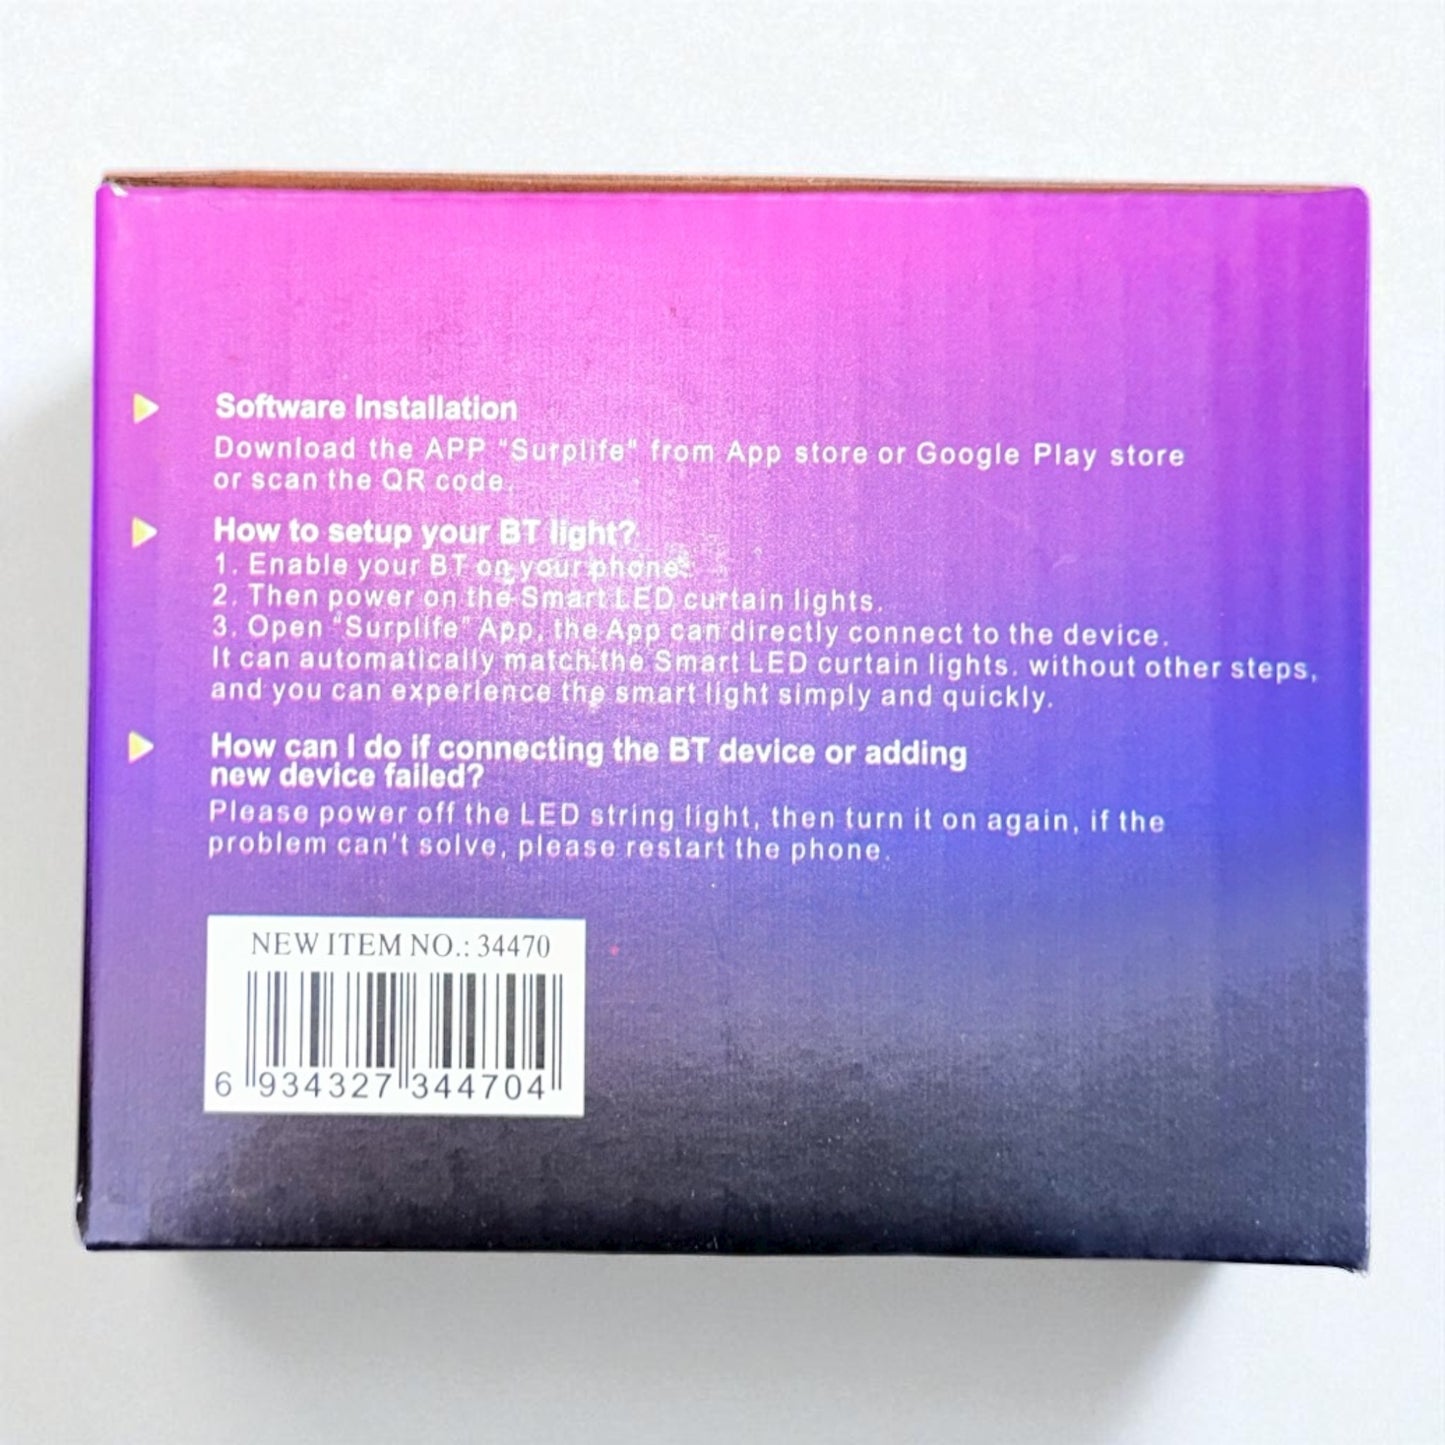 Software Installation
Download the APP "Surplife" from App store or Google Play store
or scan the QR code.
How to setup your BT light?
1. Enable your BT on your phone.
2. Then power on the Smart LED curtain lights.
3. Open "Surplife" App, the App can directly connect to the device.
It can automatically match the Smart LED curtain lights. without other steps,
and you can experience the smart light simply and quickly.
How can I do if connecting the BT device or adding
new device failed?
Please power off the LED string light, then turn it on again, if the
problem can't solve, please restart the phone.
NEW ITEM NO.: 34470
6 934327 344704